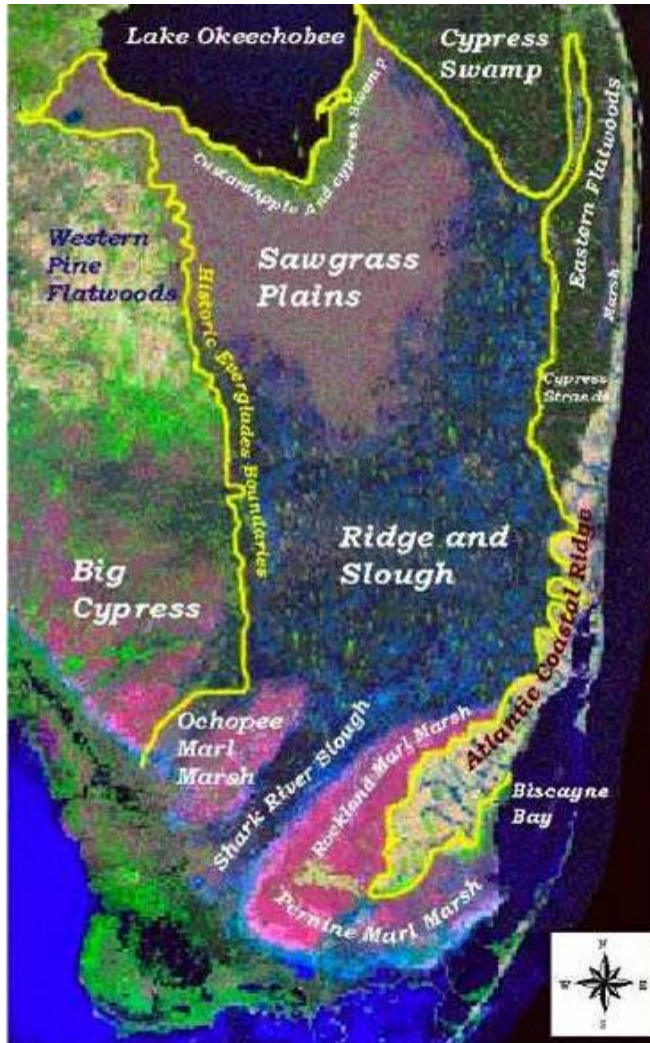 Lake Okeechobee
Cypress
Swamp
CustardApple And cypress Swamp
Eastern Flatwoods
Western
Pine
Flatwoods
Sawgrass
Plains
Marsh
Historic Everglades Boundaries
Cypress
Strands
Ridge and
Slough
Big
Cypress
Atlantic Coastal Ridge
Ochopee
Marl
Marsh
Shark River Slough
Rockland Marl Marsh
Biscayne
Bay
Perrine Marl Marsh
N
W E
S